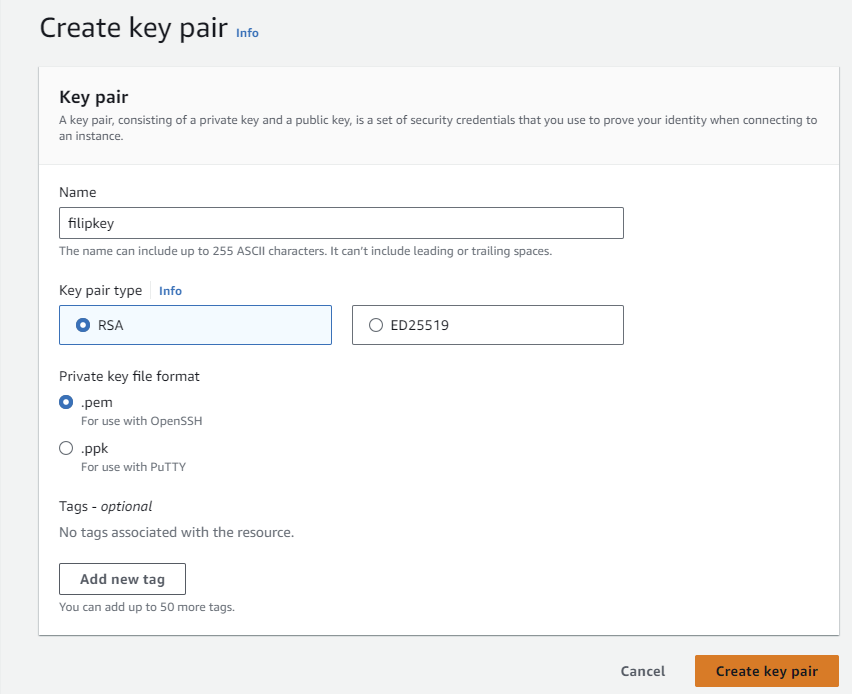 Create key pair Info
Key pair
A key pair, consisting of a private key and a public key, is a set of security credentials that you use to prove your identity when connecting to
an instance.
Name
filipkey
The name can include up to 255 ASCII characters. It can't include leading or trailing spaces.
Key pair type Info
RSA ED25519
Private key file format
.pem
For use with OpenSSH
.ppk
For use with PuTTY
Tags - optional
No tags associated with the resource.
Add new tag
You can add up to 50 more tags.
Cancel Create key pair